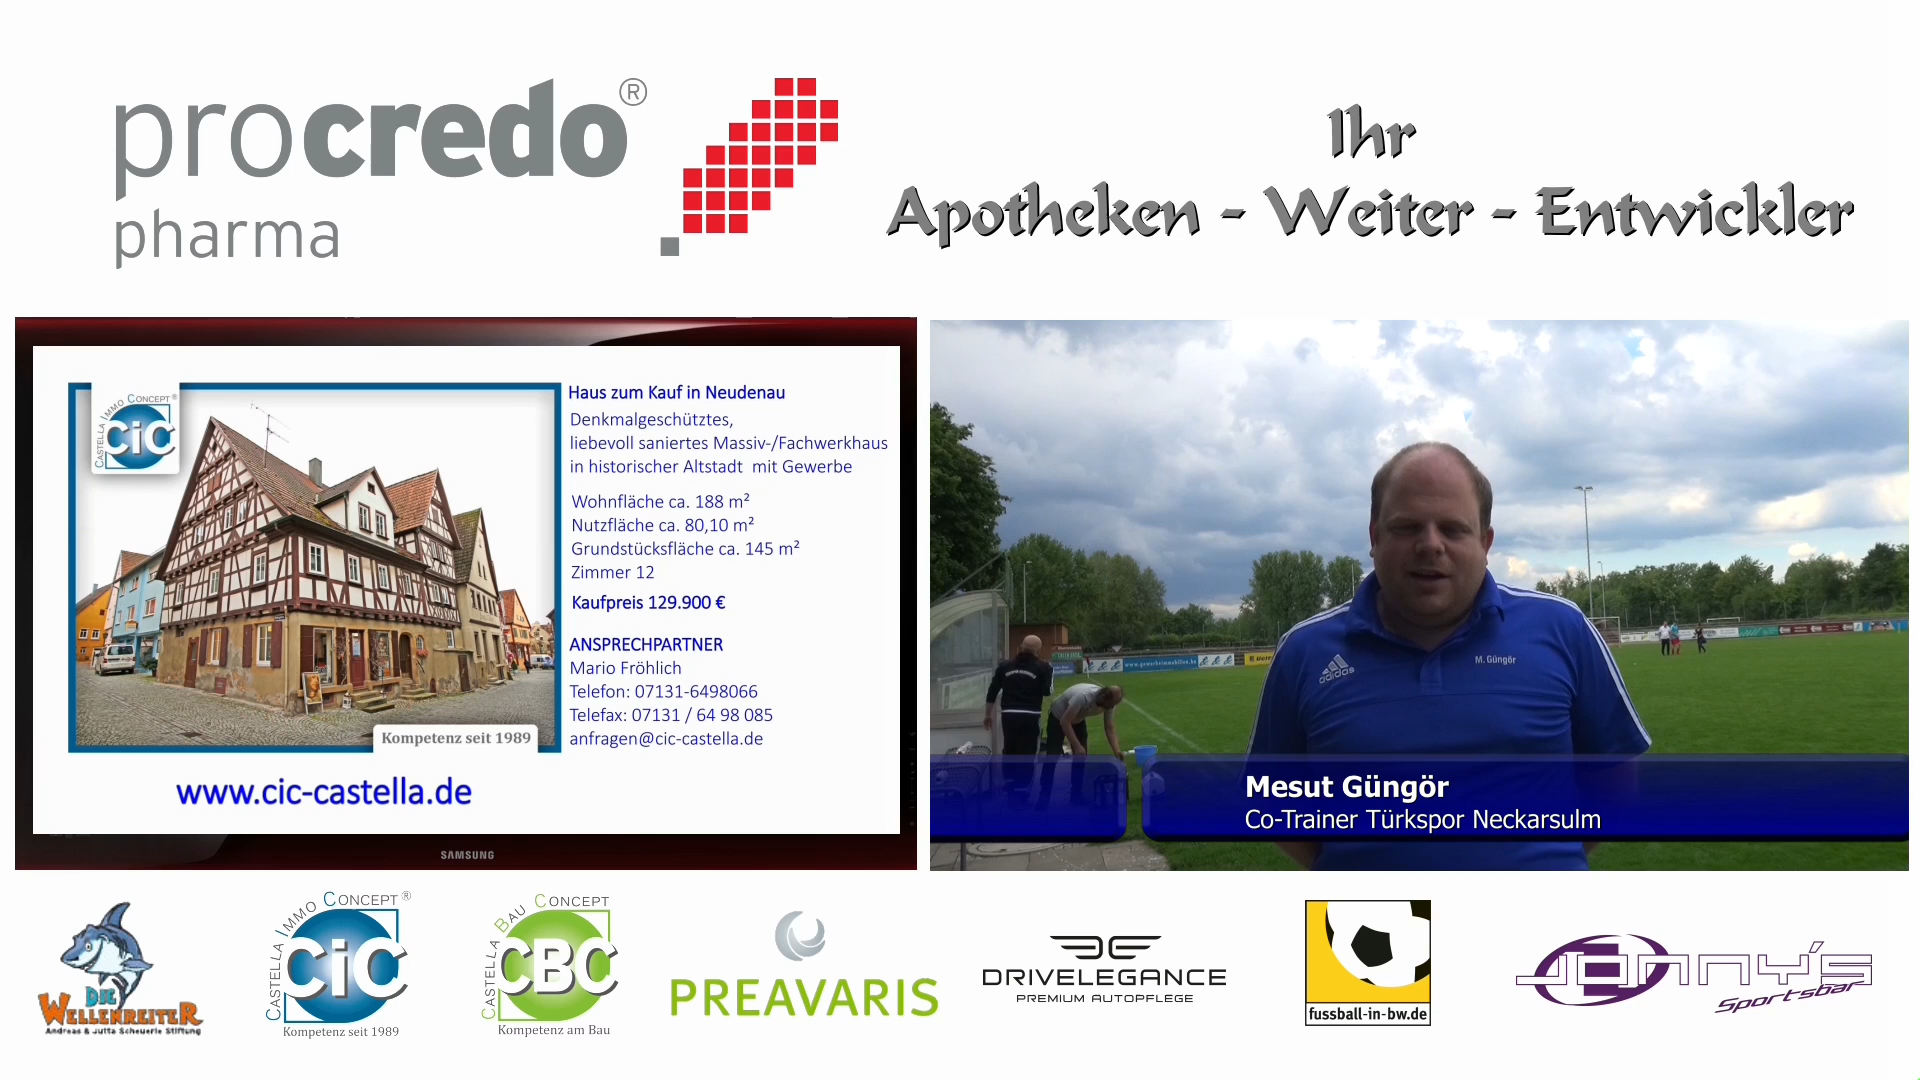 procredo®
pharma
Ihr
Apotheken - Weiter - Entwickler
CASTELLA IMMO CONCEPT®
CiC
Kompetenz seit 1989
www.cic-castella.de
Haus zum Kauf in Neudenau
Denkmalgeschütztes,
liebevoll saniertes Massiv-/Fachwerkhaus
in historischer Altstadt mit Gewerbe
Wohnfläche ca. 188 m²
Nutzfläche ca. 80,10 m²
Grundstücksfläche ca. 145 m²
Zimmer 12
Kaufpreis 129.900 €
ANSPRECHPARTNER
Mario Fröhlich
Telefon: 07131-6498066
Telefax: 07131 / 64 98 085
anfragen@cic-castella.de
SAMSUNG
adidas
M. Güngör
Mesut Güngör
Co-Trainer Türkspor Neckarsulm
DIE
WELLENREITER
Andreas & Jutta Scheuerle Stiftung
CASTELLA IMMO CONCEPT®
CiC
Kompetenz seit 1989
CASTELLA BAU CONCEPT
CBC
Kompetenz am Bau
PREAVARIS
DRIVELEGANCE
PREMIUM AUTOPFLEGE
fussball-in-bw.de
JONNY'S
Sportsbar